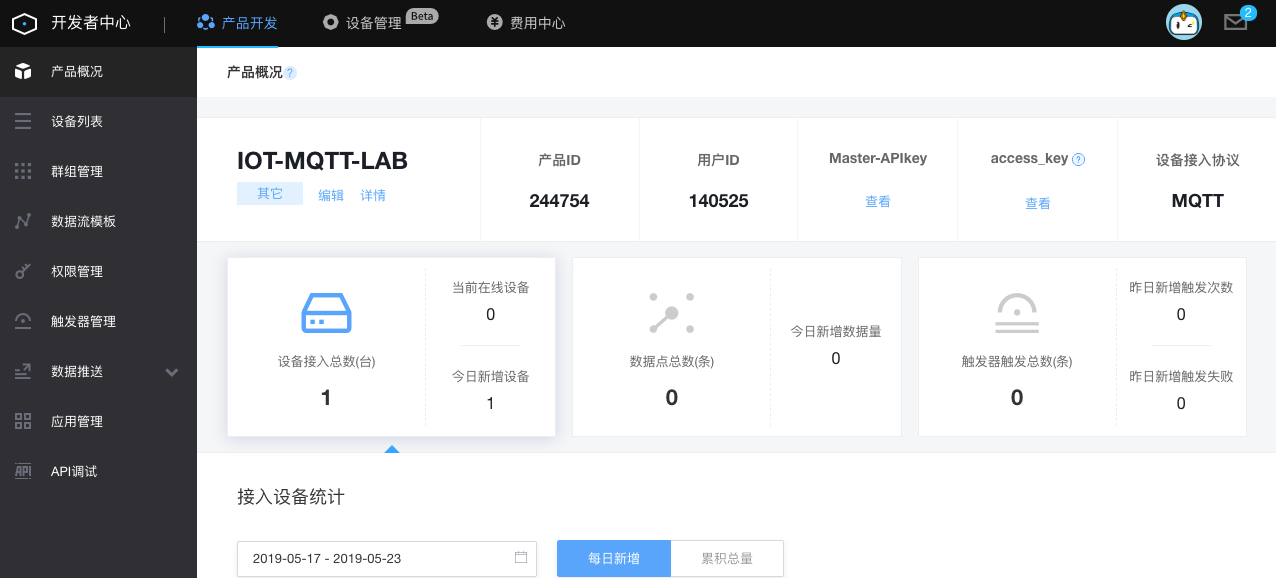 开发者中心
产品开发
设备管理 Beta
费用中心
2
产品概况
设备列表
群组管理
数据流模板
权限管理
触发器管理
数据推送
应用管理
API API调试
产品概况 ?
IOT-MQTT-LAB
其它 编辑 详情
产品ID
244754
用户ID
140525
Master-APIkey
查看
access_key ?
查看
设备接入协议
MQTT
设备接入总数(台)
1
当前在线设备
0
今日新增设备
1
数据点总数(条)
0
今日新增数据量
0
触发器触发总数(条)
0
昨日新增触发次数
0
昨日新增触发失败
0
接入设备统计
2019-05-17 - 2019-05-23
每日新增 累积总量